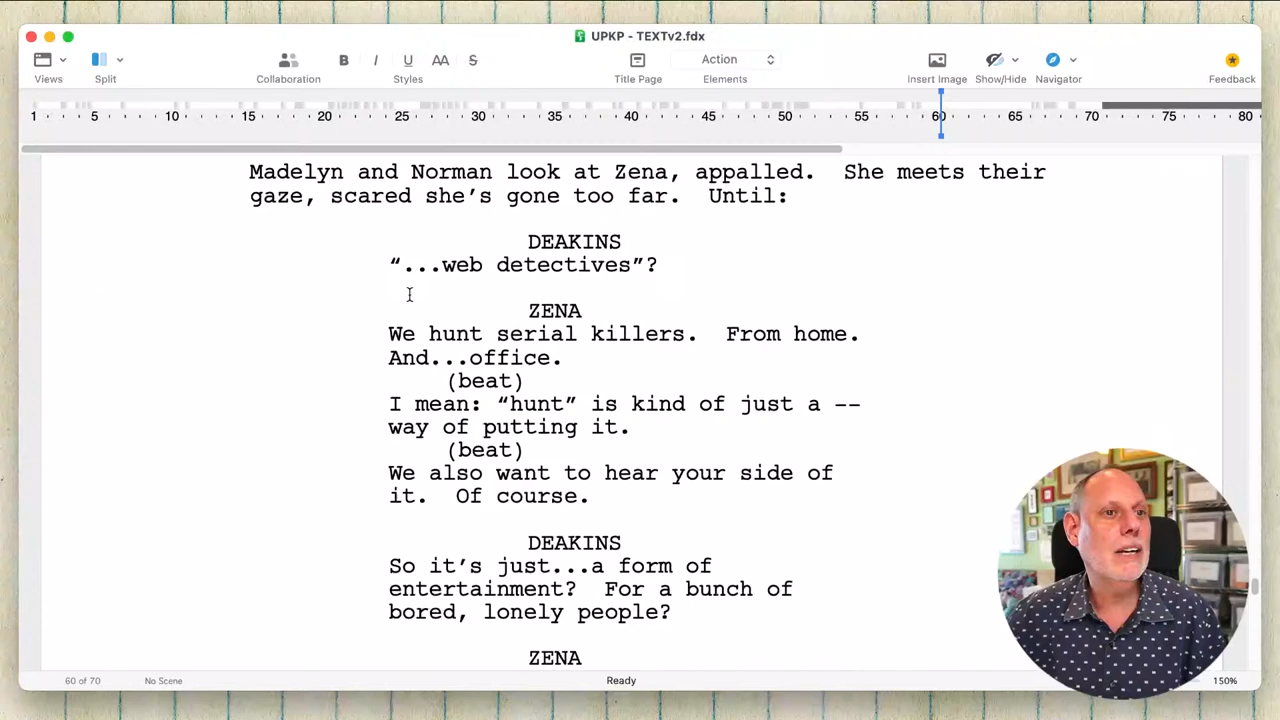 UPKP - TEXTv2.fdx
Views
Split
Collaboration
B I U AA S
Styles
Title Page
Action
Elements
Insert Image
Show/Hide
Navigator
Feedback
1 5 10 15 20 25 30 35 40 45 50 55 60 65 70 75 80
Madelyn and Norman look at Zena, appalled.  She meets their
gaze, scared she’s gone too far.  Until:
DEAKINS
“...web detectives”?
ZENA
We hunt serial killers.  From home.
And...office.
(beat)
I mean: “hunt” is kind of just a --
way of putting it.
(beat)
We also want to hear your side of
it.  Of course.
DEAKINS
So it’s just...a form of
entertainment?  For a bunch of
bored, lonely people?
ZENA
60 of 70
No Scene
Ready
150%